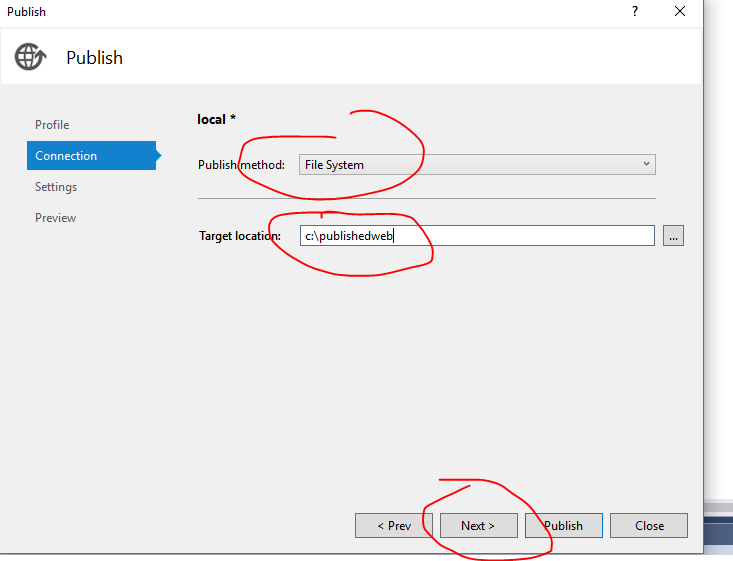 Publish
?
Publish
Profile
Connection
Settings
Preview
local *
Publish method: File System
Target location: c:\publishedweb
...
< Prev Next > Publish Close